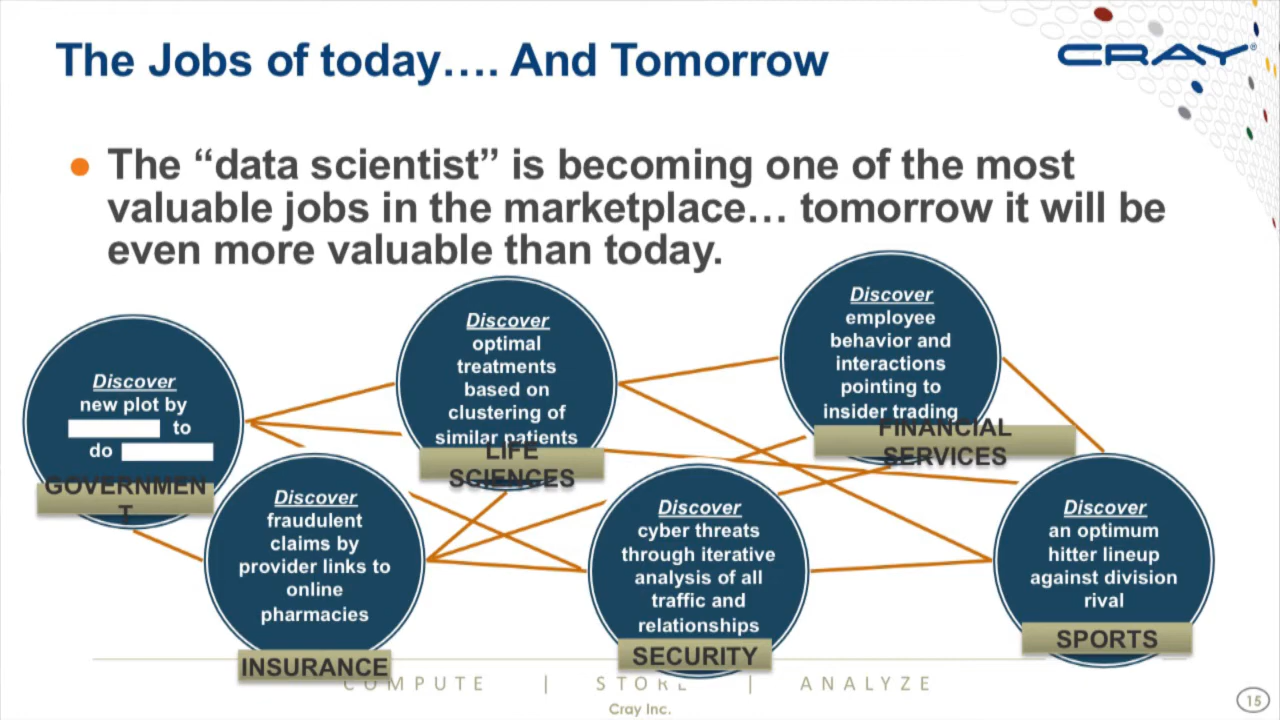 The Jobs of today…. And Tomorrow
CRAY®
The “data scientist” is becoming one of the most
valuable jobs in the marketplace… tomorrow it will be
even more valuable than today.
Discover
new plot by
to
do
GOVERNMEN
T
Discover
optimal
treatments
based on
clustering of
similar patients
LIFE
SCIENCES
Discover
employee
behavior and
interactions
pointing to
insider trading
FINANCIAL
SERVICES
Discover
fraudulent
claims by
provider links to
online
pharmacies
INSURANCE
Discover
cyber threats
through iterative
analysis of all
traffic and
relationships
SECURITY
Discover
an optimum
hitter lineup
against division
rival
SPORTS
COMPUTE | STORE | ANALYZE
Cray Inc.
15